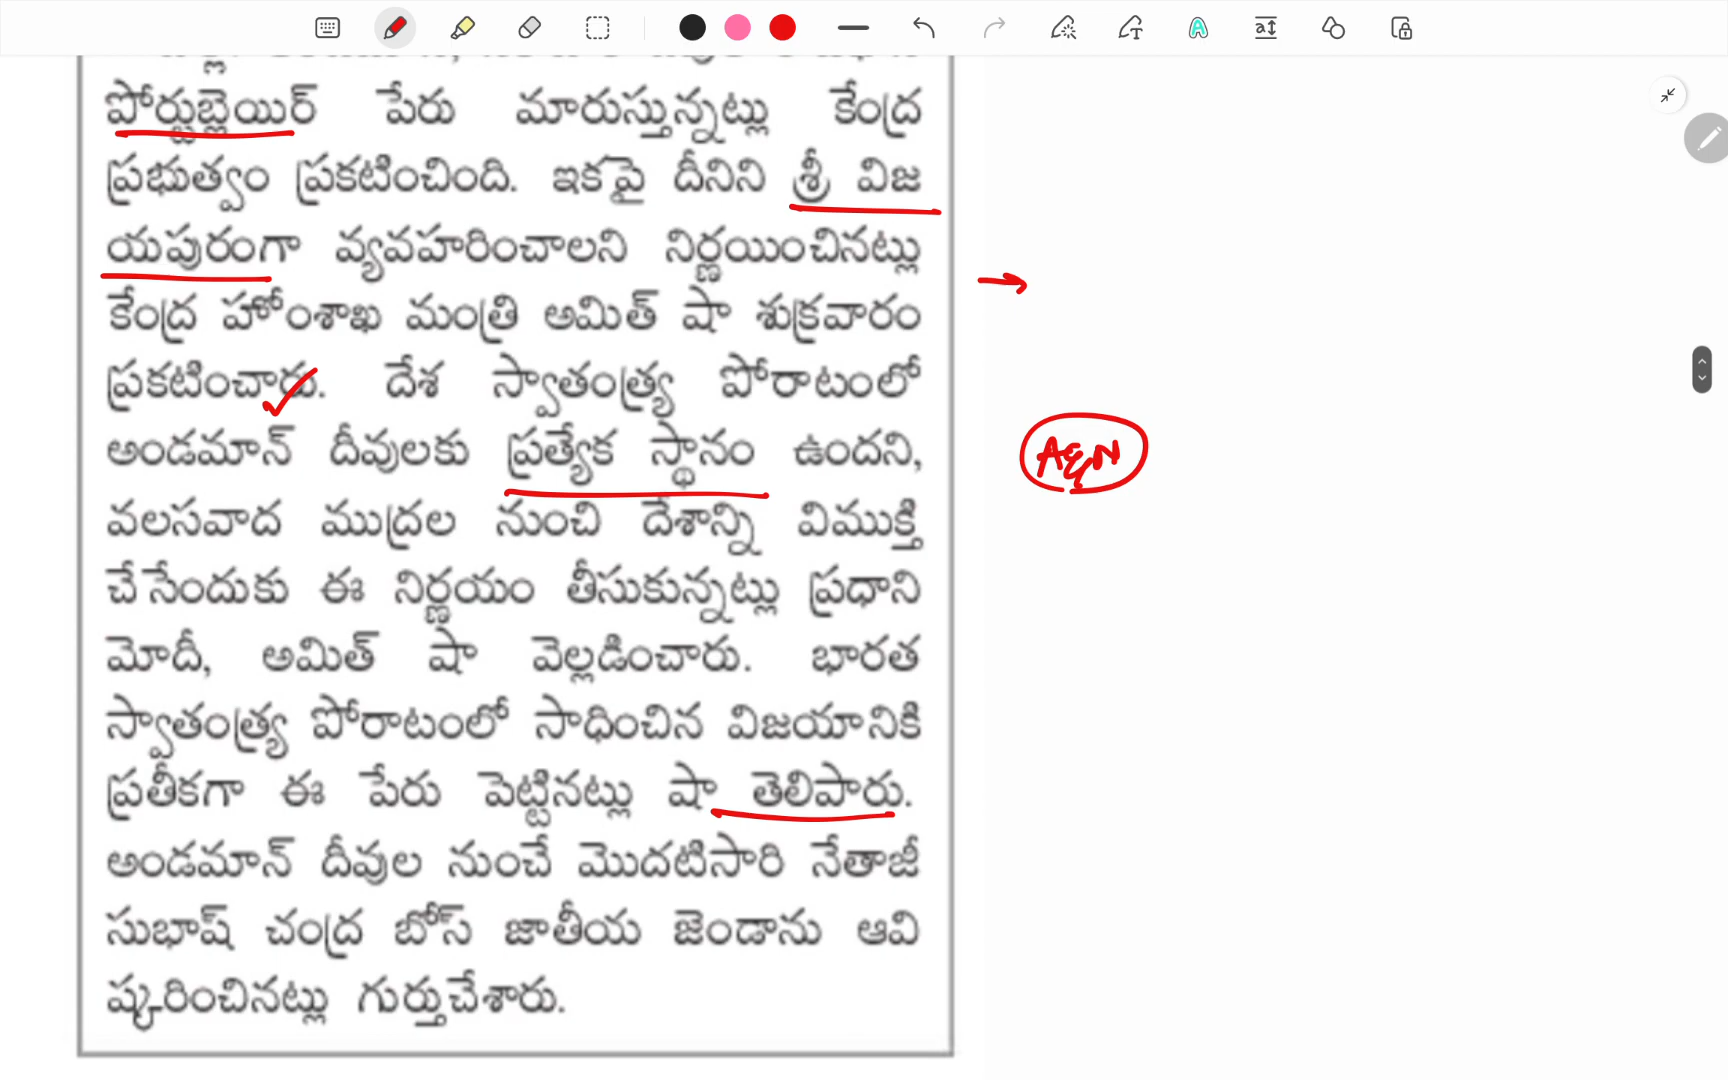 పోర్టుబ్లెయిర్ పేరు మారుస్తున్నట్లు కేంద్ర
ప్రభుత్వం ప్రకటించింది. ఇకపై దీనిని శ్రీ విజ
యపురంగా వ్యవహరించాలని నిర్ణయించినట్లు
కేంద్ర హోంశాఖ మంత్రి అమిత్ షా శుక్రవారం
ప్రకటించారు. దేశ స్వాతంత్ర్య పోరాటంలో
అండమాన్ దీవులకు ప్రత్యేక స్థానం ఉందని,
వలసవాద ముద్రల నుంచి దేశాన్ని విముక్తి
చేసేందుకు ఈ నిర్ణయం తీసుకున్నట్లు ప్రధాని
మోదీ, అమిత్ షా వెల్లడించారు. భారత
స్వాతంత్ర్య పోరాటంలో సాధించిన విజయానికి
ప్రతీకగా ఈ పేరు పెట్టినట్లు షా తెలిపారు.
అండమాన్ దీవుల నుంచే మొదటిసారి నేతాజీ
సుభాష్ చంద్ర బోస్ జాతీయ జెండాను ఆవి
ష్కరించినట్లు గుర్తుచేశారు.
A&N